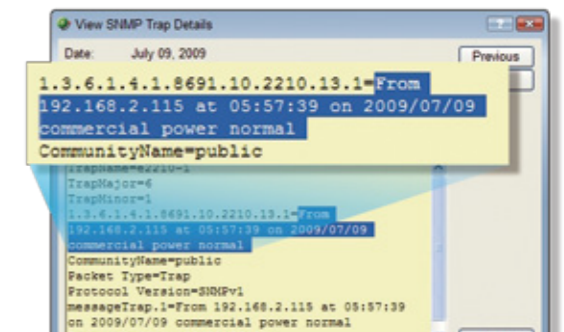 View SNMP Trap Details
Date: July 09, 2009
Previous
1.3.6.1.4.1.8691.10.2210.13.1=From
192.168.2.115 at 05:57:39 on 2009/07/09
commercial power normal
CommunityName=public
TrapName=e2210-1
TrapMajor=6
TrapMinor=1
1.3.6.1.4.1.8691.10.2210.13.1=From
192.168.2.115 at 05:57:39 on 2009/07/09
commercial power normal
CommunityName=public
Packet Type=Trap
Protocol Version=SNMPv1
messageTrap.1=From 192.168.2.115 at 05:57:39
on 2009/07/09 commercial power normal